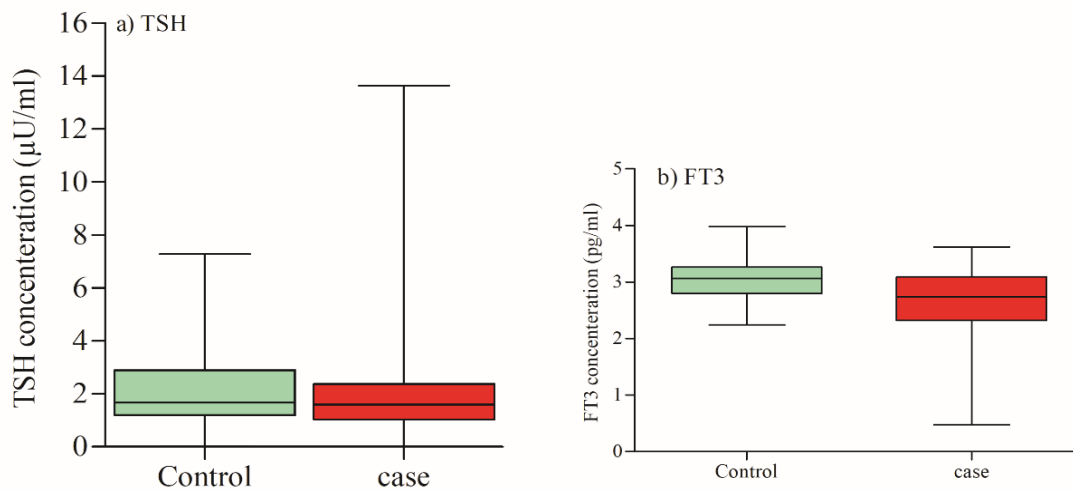 a) TSH
TSH concenteration (µU/ml)
16
14
12
10
8
6
4
2
0
Control case
b) FT3
FT3 concenteration (pg/ml)
5
4
3
2
1
0
Control case